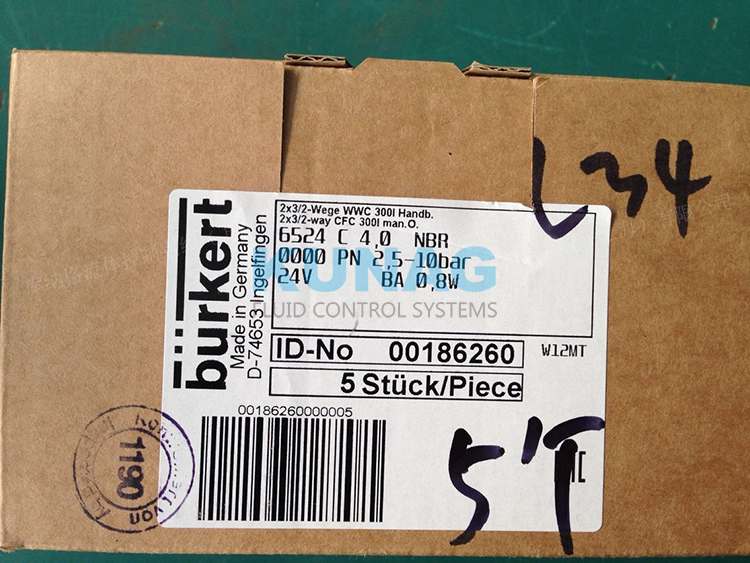 L34
bürkert
Made in Germany
D-74653 Ingelfingen
2x3/2-Wege WWC 300l Handb.
2x3/2-way CFC 300l man.O.
6524 C 4,0 NBR
0000 PN 2,5-10bar
24V BA 0,8W
KUNAG
FLUID CONTROL SYSTEMS
ID-No 00186260
W12MT
5 Stück/Piece
00186260000005
5个
1190